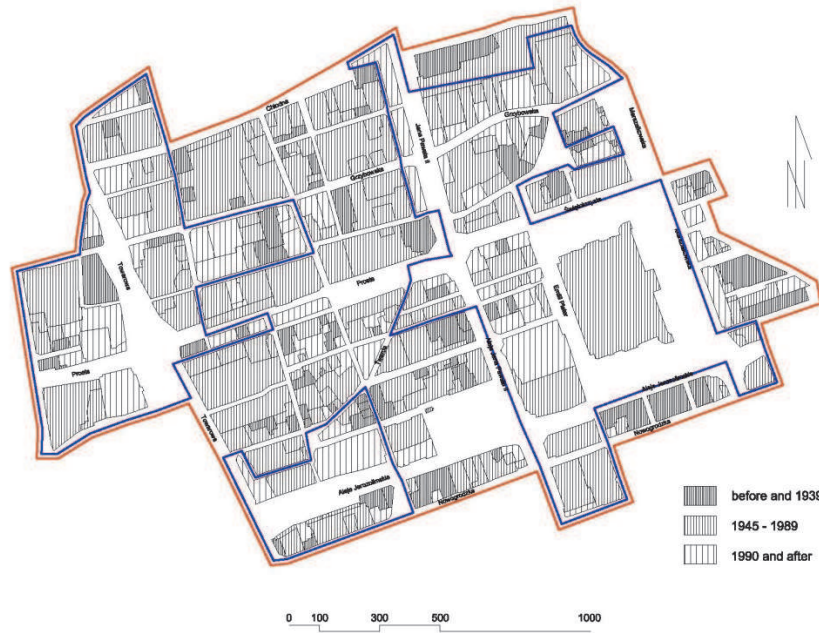 Chłodna
Grzybowska
Jana Pawła II
Grzybowska
Marszałkowska
Świętokrzyska
Marszałkowska
Towarowa
Prosta
Emilii Plater
Prosta
Towarowa
Aleje Jerozolimskie
Nowogrodzka
Aleje Jerozolimskie
Nowogrodzka
N
before and 1939
1945 - 1989
1990 and after
0 100 300 500 1000